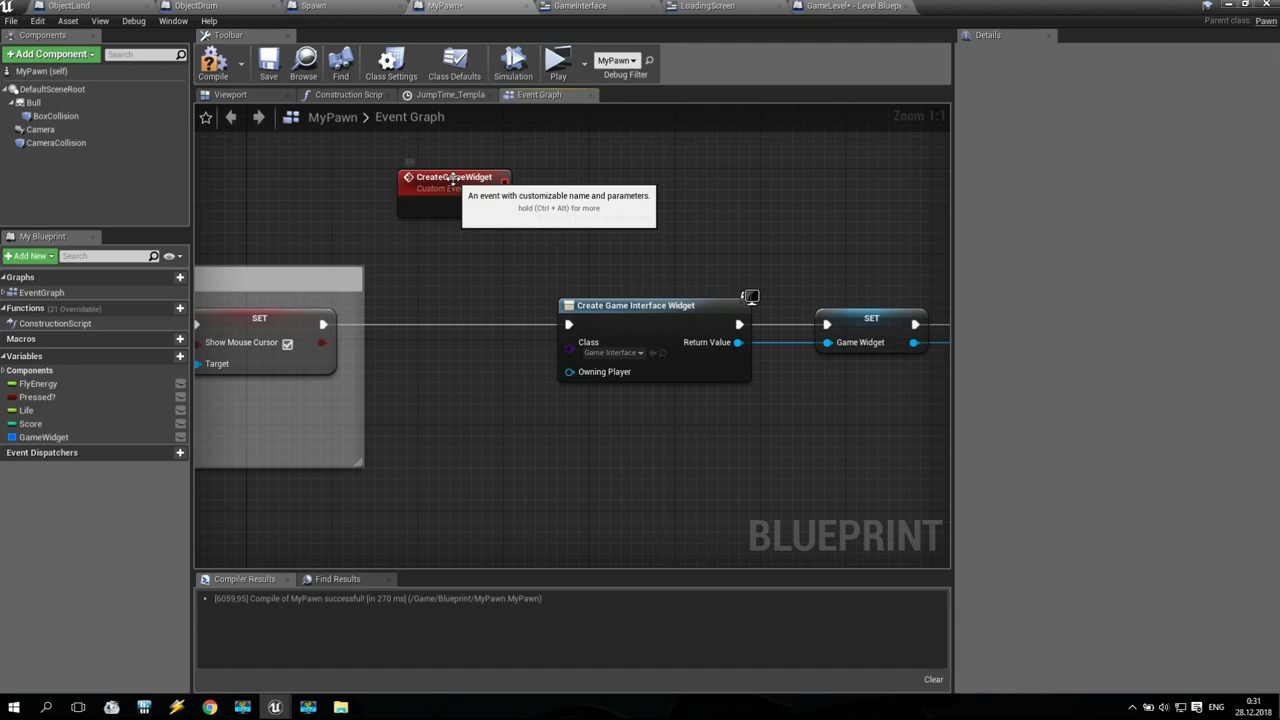 ObjectLand
ObjectDrum
Spawn
MyPawn*
GameInterface
LoadingScreen
GameLevel* - Level Bluepi
File
Edit
Asset
View
Debug
Window
Help
Parent class: Pawn
Components
Toolbar
Details
+Add Component
Search
MyPawn (self)
DefaultSceneRoot
Bull
BoxCollision
Camera
CameraCollision
Compile
Save
Browse
Find
Class Settings
Class Defaults
Simulation
Play
MyPawn
Debug Filter
Viewport
Construction Scrip
JumpTime_Templa
Event Graph
MyPawn > Event Graph
Zoom 1:1
CreateGameWidget
Custom Eve
An event with customizable name and parameters.
hold (Ctrl + Alt) for more
My Blueprint
+Add New
Search
Graphs
EventGraph
Functions (21 Overridable)
ConstructionScript
Macros
Variables
Components
FlyEnergy
Pressed?
Life
Score
GameWidget
Event Dispatchers
SET
Show Mouse Cursor
Target
Create Game Interface Widget
Class
Game Interface
Return Value
Owning Player
SET
Game Widget
BLUEPRINT
Compiler Results
Find Results
[6059,95] Compile of MyPawn successful! [in 270 ms] (/Game/Blueprint/MyPawn.MyPawn)
Clear
ENG
0:31
28.12.2018